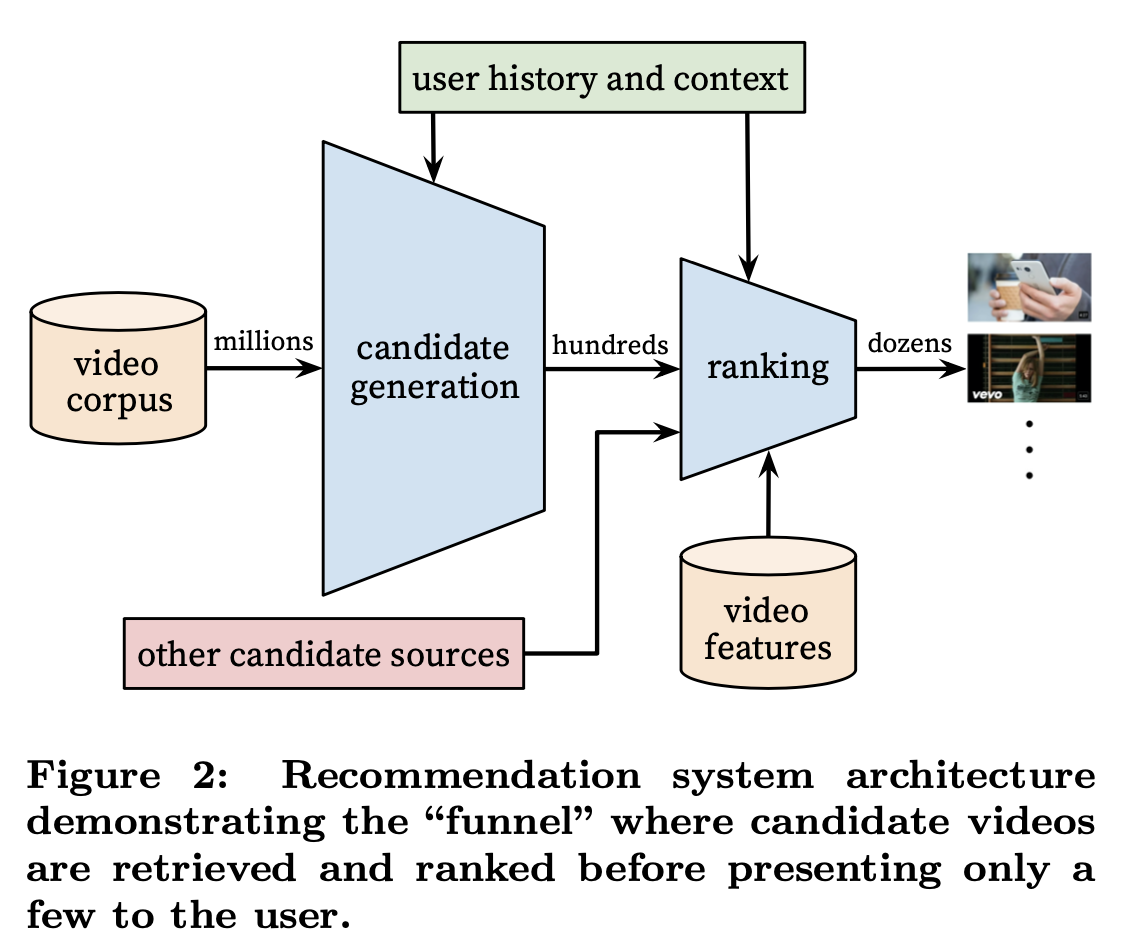 user history and context
millions
video
corpus
candidate
generation
hundreds
ranking
dozens
vevo
other candidate sources
video
features
Figure 2: Recommendation system architecture
demonstrating the “funnel” where candidate videos
are retrieved and ranked before presenting only a
few to the user.